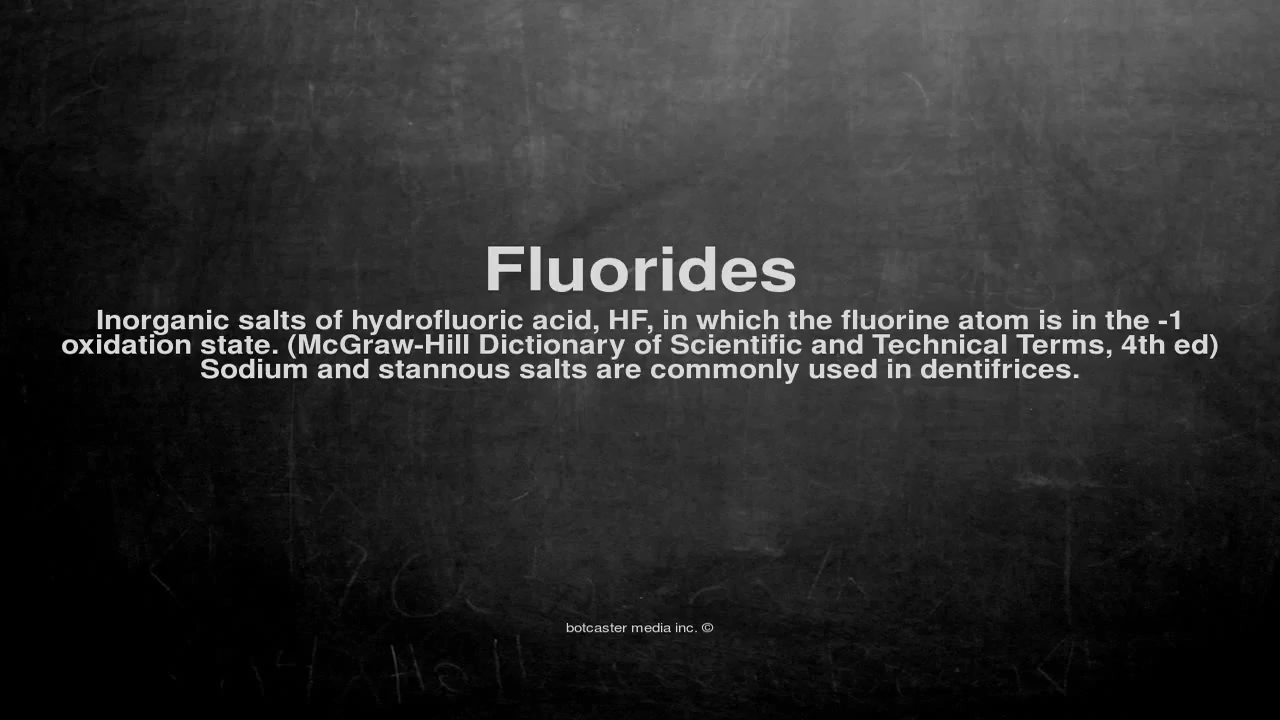 Fluorides
Inorganic salts of hydrofluoric acid, HF, in which the fluorine atom is in the -1
oxidation state. (McGraw-Hill Dictionary of Scientific and Technical Terms, 4th ed)
Sodium and stannous salts are commonly used in dentifrices.
botcaster media inc. ©